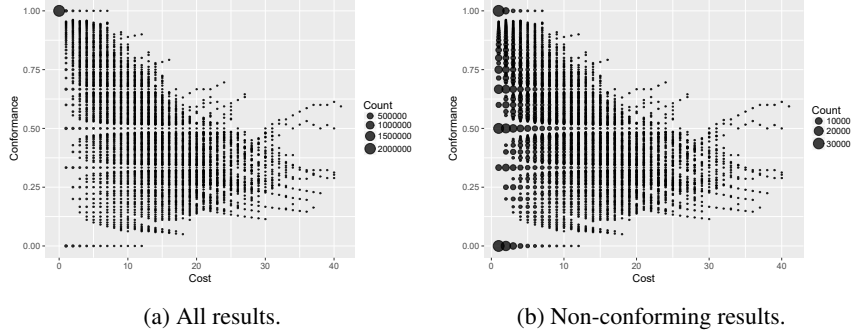 1.00
0.75
0.50
0.25
0.00
Conformance
0 10 20 30 40
Cost
Count
500000
1000000
1500000
2000000
(a) All results.
1.00
0.75
0.50
0.25
0.00
Conformance
0 10 20 30 40
Cost
Count
10000
20000
30000
(b) Non-conforming results.